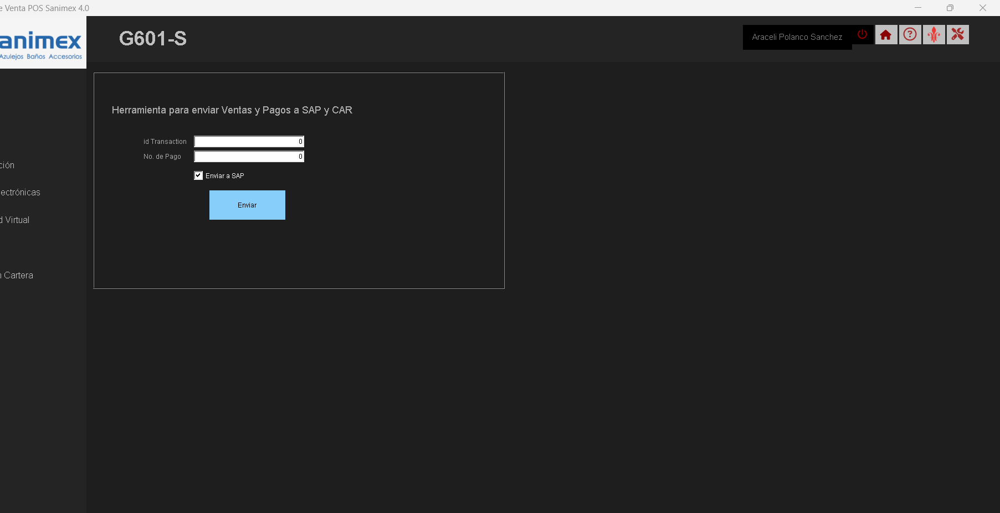 e Venta POS Sanimex 4.0
animex
Azulejos Baños Accesorios
G601-S
Araceli Polanco Sanchez
Herramienta para enviar Ventas y Pagos a SAP y CAR
id Transaction 0
No. de Pago 0
Enviar a SAP
Enviar
ción
ectrónicas
d Virtual
n Cartera